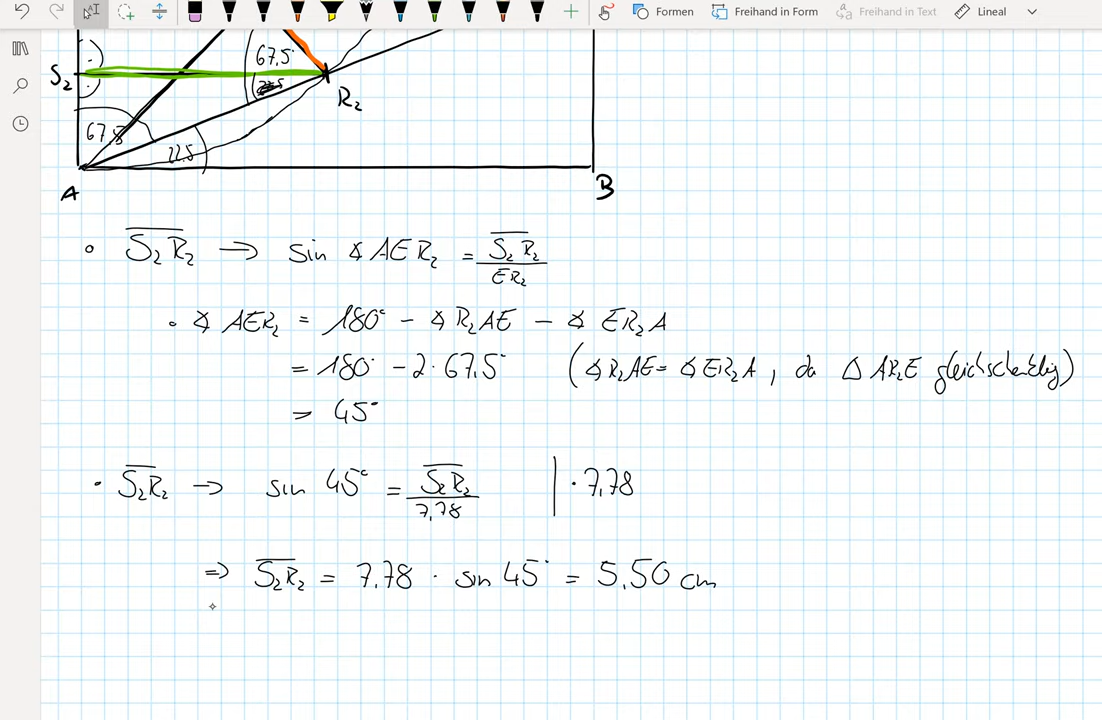 Formen Freihand in Form Freihand in Text Lineal
67,5°
S₂
R₂
67,5
22,5
A
B
∘ S₂R₂ → sin ∢ AER₂ = S₂R₂ / ER₂
· ∢ AER₂ = 180° − ∢ R₂AE − ∢ ER₂A
= 180° − 2·67,5° (∢R₂AE = ∢ER₂A, da △ AR₂E gleichschenklig)
= 45°
· S₂R₂ → sin 45° = S₂R₂ / 7,78 | · 7,78
⇒ S₂R₂ = 7,78 · sin 45° = 5,50 cm